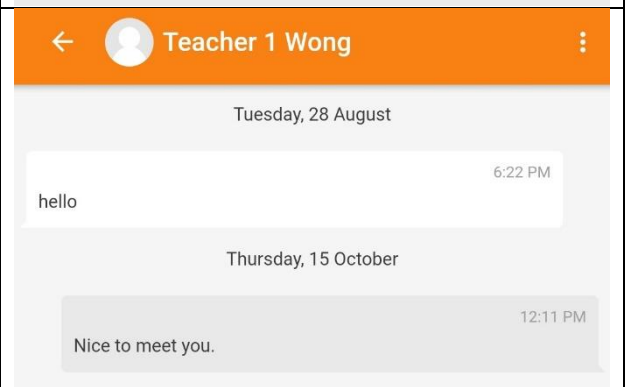 Teacher 1 Wong
Tuesday, 28 August
6:22 PM
hello
Thursday, 15 October
12:11 PM
Nice to meet you.